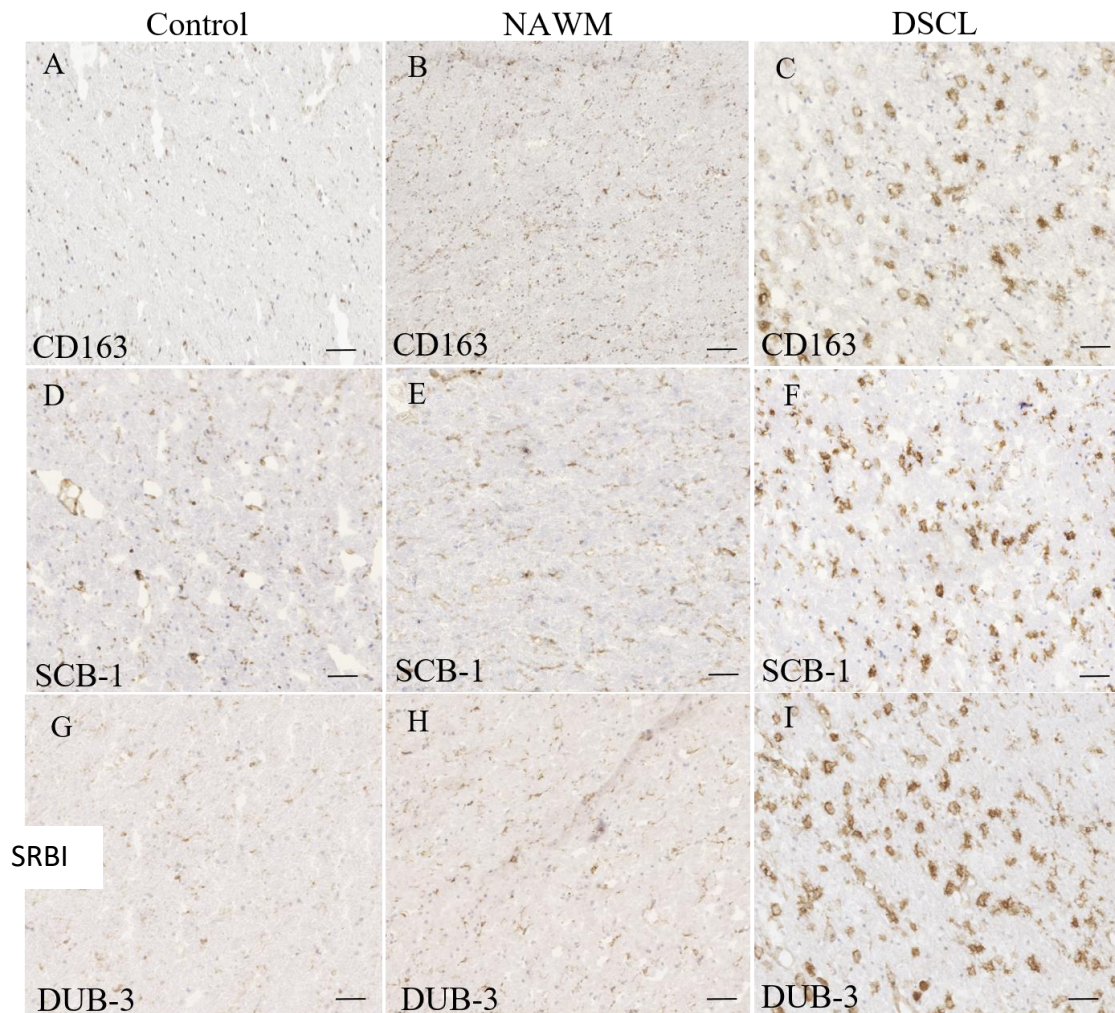 Control NAWM DSCL
A B C
CD163 CD163 CD163
D E F
SCB-1 SCB-1 SCB-1
G H I
SRBI
DUB-3 DUB-3 DUB-3